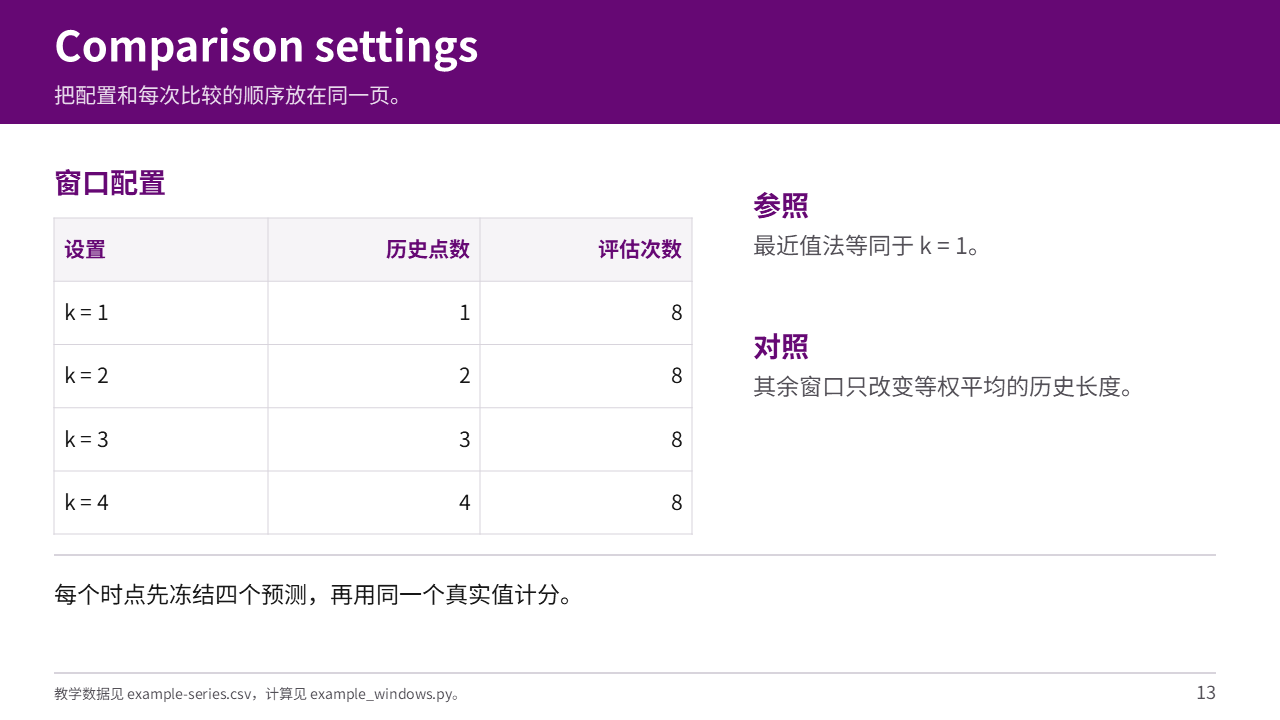 Comparison settings
把配置和每次比较的顺序放在同一页。
窗口配置
设置 历史点数 评估次数
k = 1 1 8
k = 2 2 8
k = 3 3 8
k = 4 4 8
参照
最近值法等同于 k = 1。
对照
其余窗口只改变等权平均的历史长度。
每个时点先冻结四个预测，再用同一个真实值计分。
教学数据见 example-series.csv，计算见 example_windows.py。
13